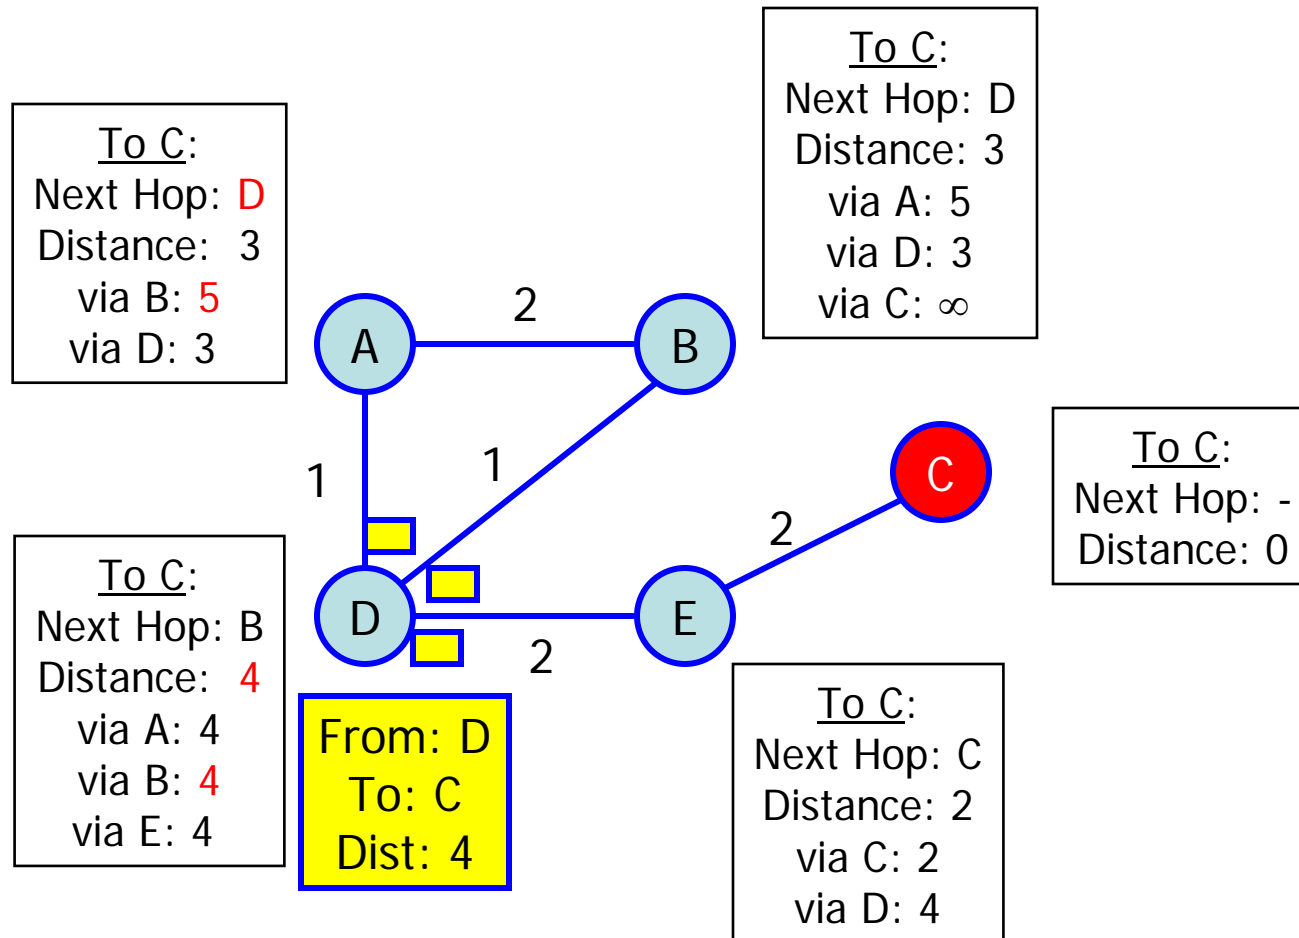 To C:
Next Hop: D
Distance: 3
via A: 5
via D: 3
via C: ∞
To C:
Next Hop: D
Distance: 3
via B: 5
via D: 3
A
2
B
1
1
C
2
To C:
Next Hop: -
Distance: 0
D
2
E
To C:
Next Hop: B
Distance: 4
via A: 4
via B: 4
via E: 4
From: D
To: C
Dist: 4
To C:
Next Hop: C
Distance: 2
via C: 2
via D: 4